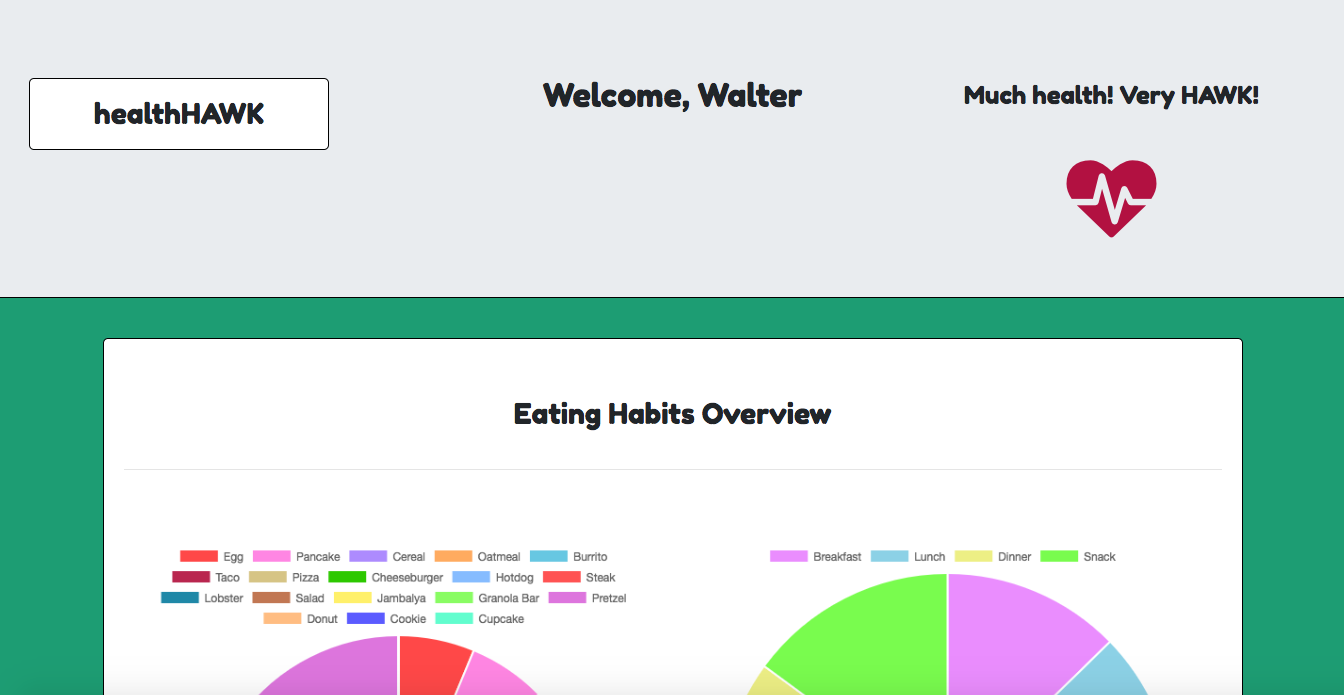 healthHAWK
Welcome, Walter
Much health! Very HAWK!
Eating Habits Overview
Egg Pancake Cereal Oatmeal Burrito
Taco Pizza Cheeseburger Hotdog Steak
Lobster Salad Jambalya Granola Bar Pretzel
Donut Cookie Cupcake
Breakfast Lunch Dinner Snack